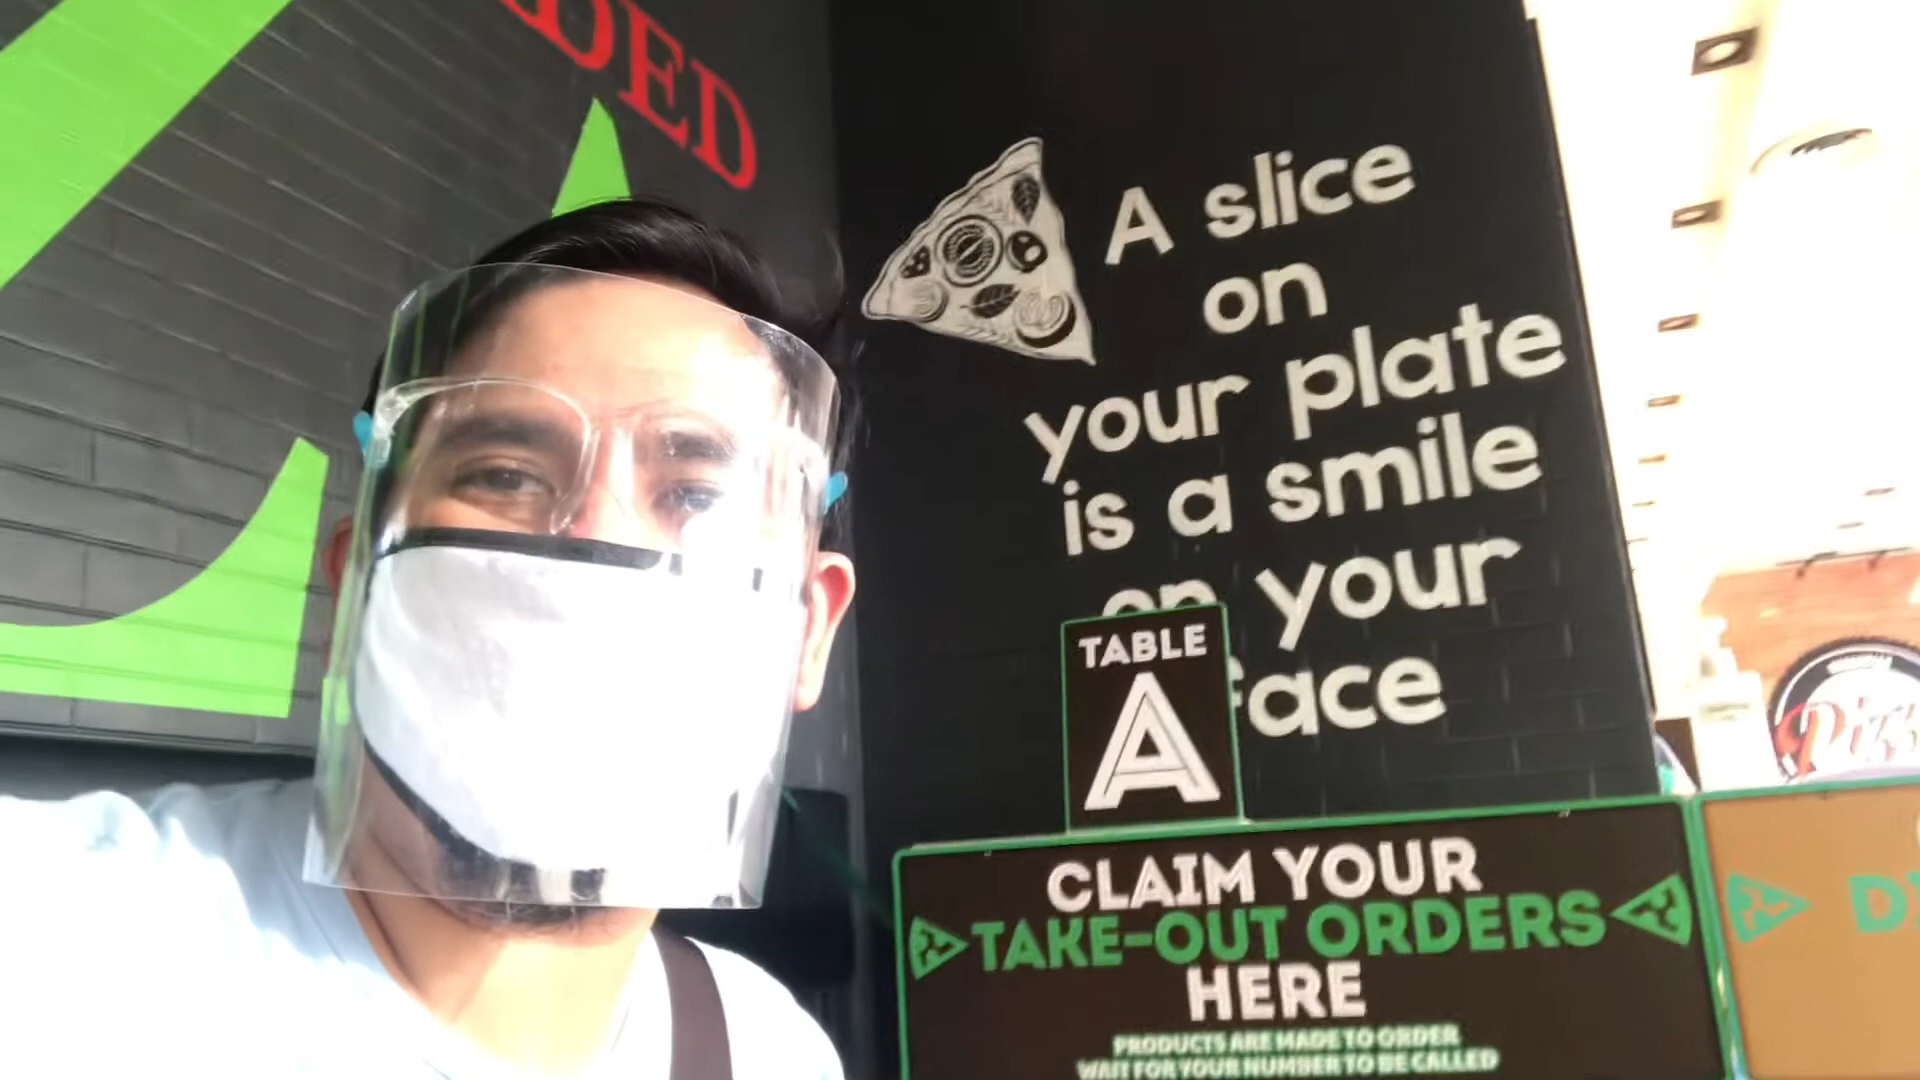 DED
A slice
on
your plate
is a smile
on your
face
TABLE
A
CLAIM YOUR
TAKE-OUT ORDERS
HERE
PRODUCTS ARE MADE TO ORDER
WAIT FOR YOUR NUMBER TO BE CALLED